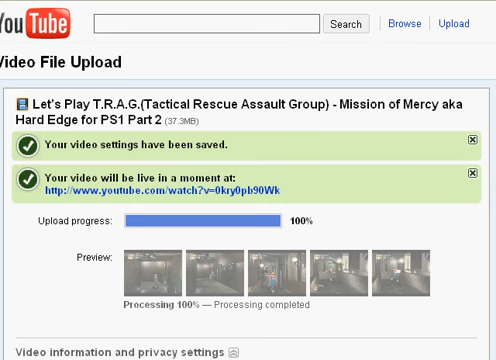 YouTube
Search
Browse
Upload
Video File Upload
Let's Play T.R.A.G.(Tactical Rescue Assault Group) - Mission of Mercy aka
Hard Edge for PS1 Part 2 (37.3MB)
Your video settings have been saved.
Your video will be live in a moment at:
http://www.youtube.com/watch?v=0kry0pb90Wk
Upload progress:
100%
Preview:
Processing 100% — Processing completed
Video information and privacy settings